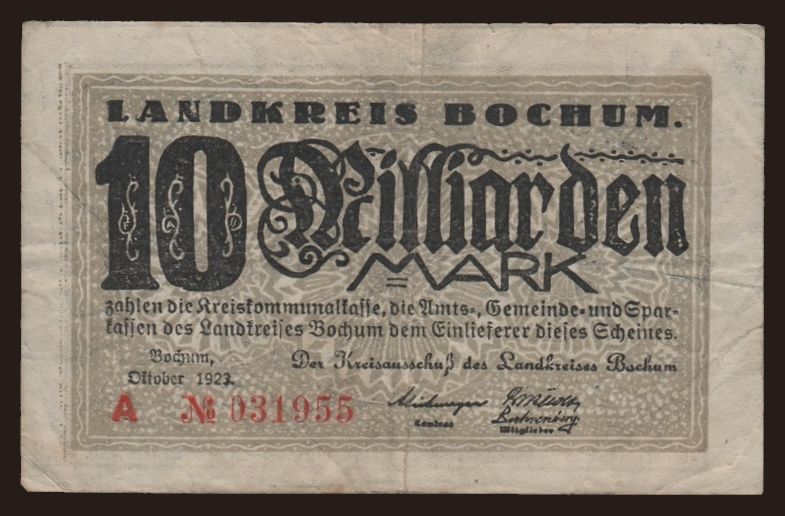 LANDKREIS BOCHUM.
10 Milliarden
MARK
zahlen die Kreiskommunalkasse, die Amts-, Gemeinde- und Spar-
kassen des Landkreises Bochum dem Einlieferer dieses Scheines.
Bochum,
Oktober 1923.
Der Kreisausschuß des Landkreises Bochum
A № 031955
Landrat
Mitglieder